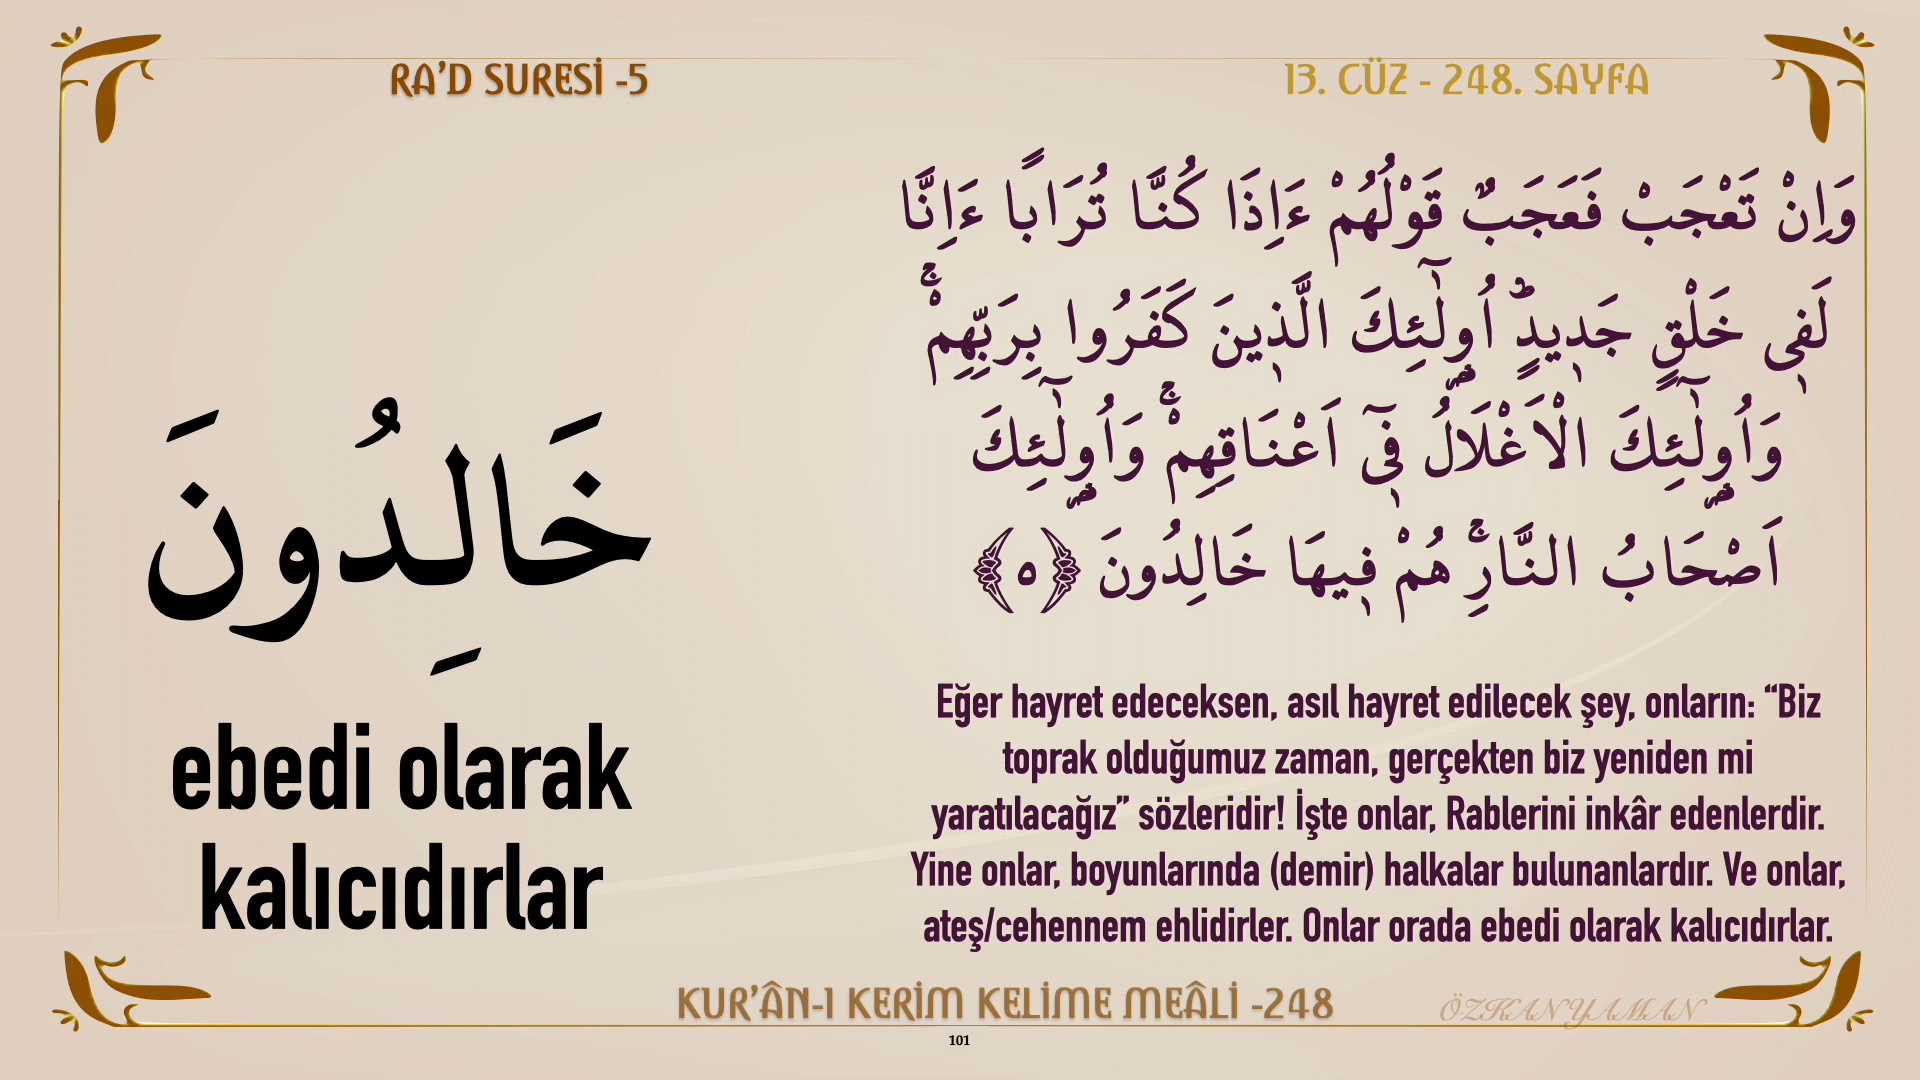 RA’D SURESİ -5
13. CÜZ - 248. SAYFA
وَاِنْ تَعْجَبْ فَعَجَبٌ قَوْلُهُمْ ءَاِذَا كُنَّا تُرَابًا ءَاِنَّا
لَفٖى خَلْقٍ جَدٖيدٍؕ اُو۬لٰٓئِكَ الَّذٖينَ كَفَرُوا بِرَبِّهِمْۚ
وَاُو۬لٰٓئِكَ الْاَغْلَالُ فٖٓى اَعْنَاقِهِمْۚ وَاُو۬لٰٓئِكَ
اَصْحَابُ النَّارِۚ هُمْ فٖيهَا خَالِدُونَ ﴿٥﴾
خَالِدُونَ
ebedi olarak
kalıcıdırlar
Eğer hayret edeceksen, asıl hayret edilecek şey, onların: “Biz
toprak olduğumuz zaman, gerçekten biz yeniden mi
yaratılacağız” sözleridir! İşte onlar, Rablerini inkâr edenlerdir.
Yine onlar, boyunlarında (demir) halkalar bulunanlardır. Ve onlar,
ateş/cehennem ehlidirler. Onlar orada ebedi olarak kalıcıdırlar.
KUR’ÂN-I KERİM KELİME MEÂLİ -248
ÖZKAN YAMAN
101